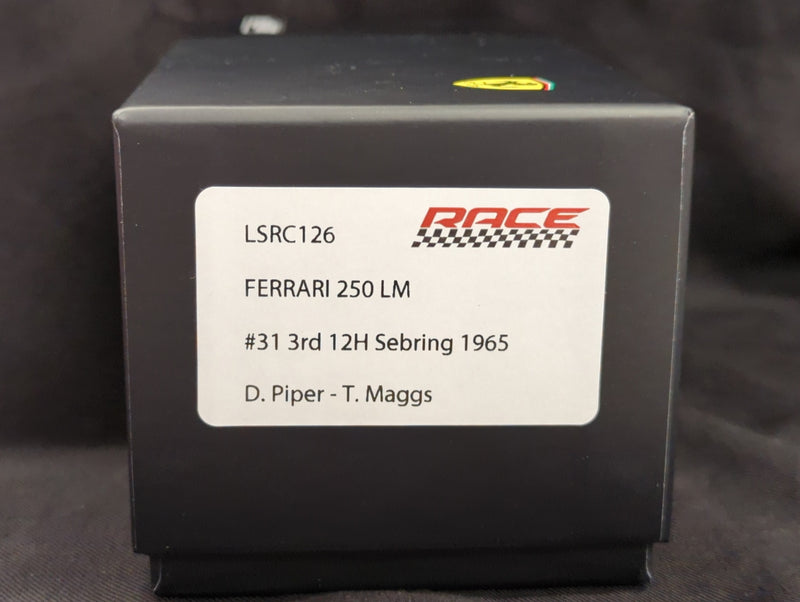 LSRC126
RACE
FERRARI 250 LM
#31 3rd 12H Sebring 1965
D. Piper - T. Maggs